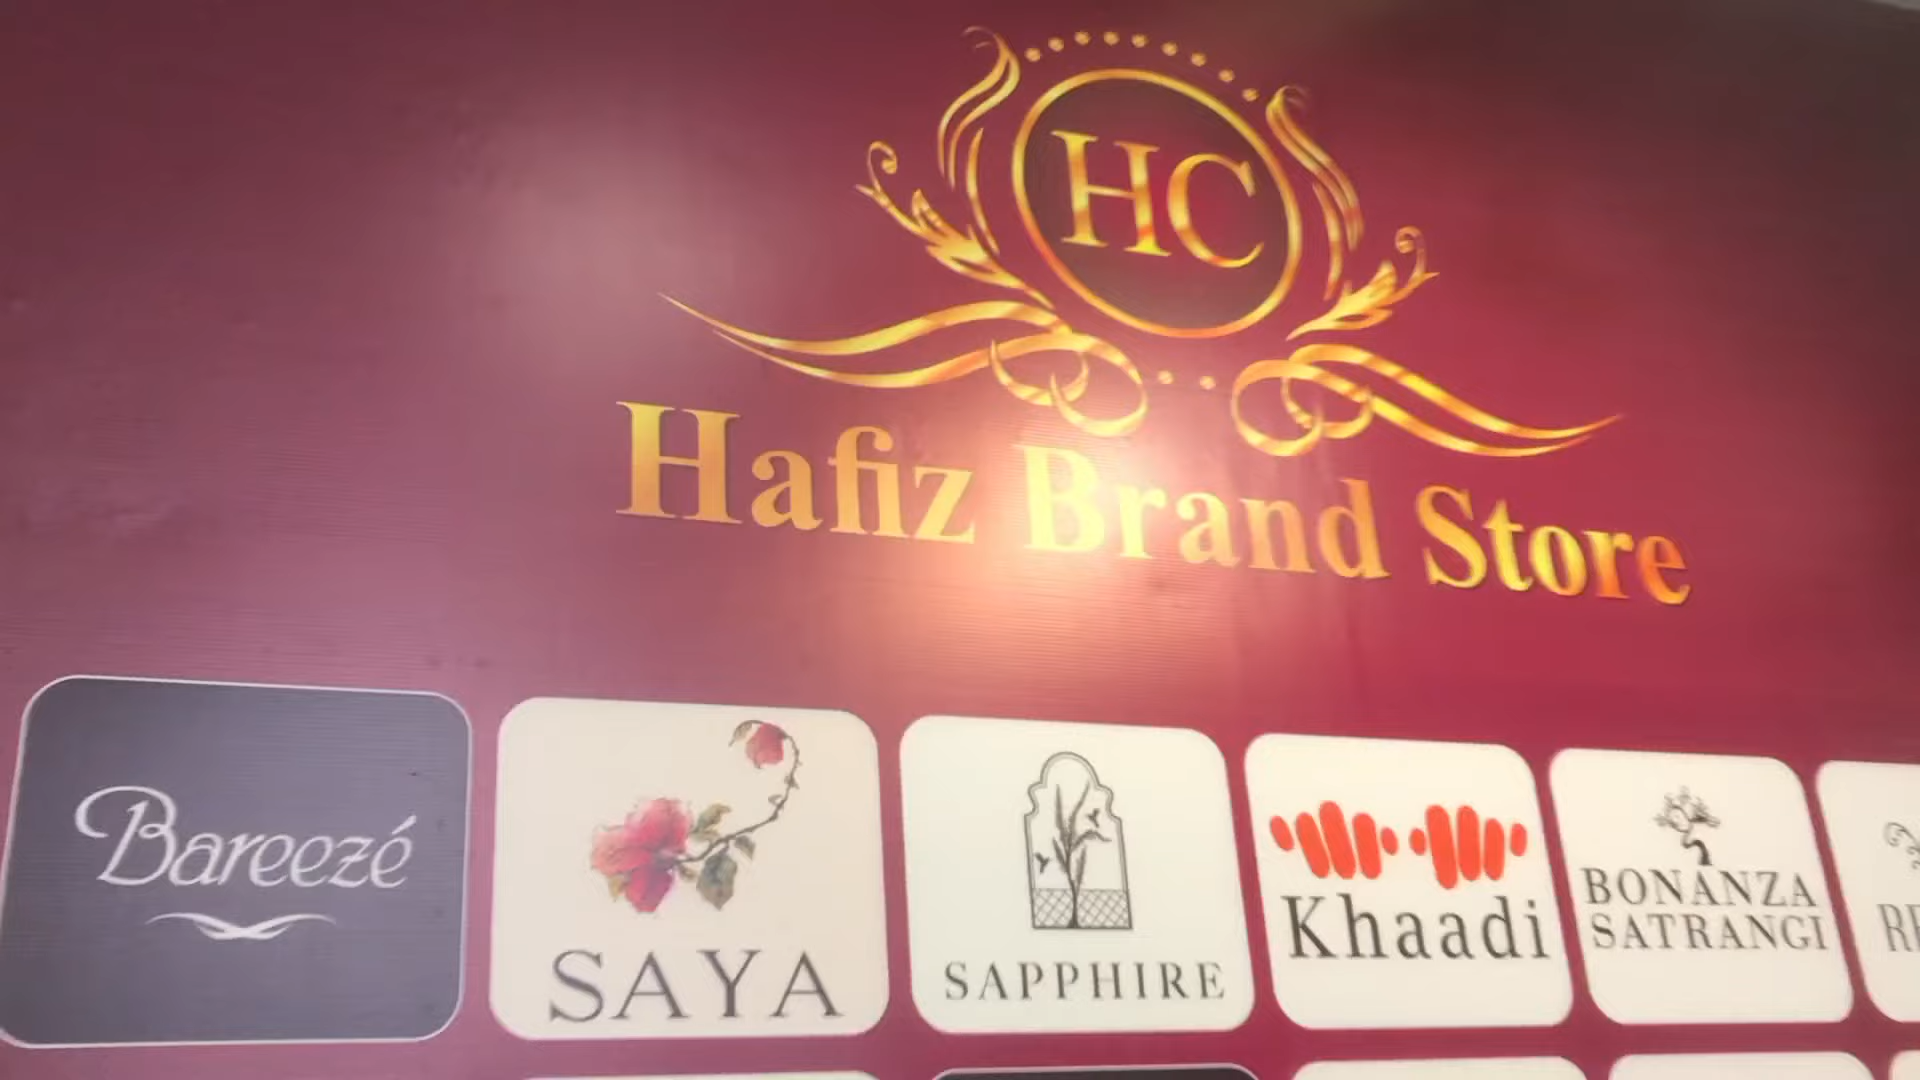 HC
Hafiz Brand Store
Bareezé
SAYA
SAPPHIRE
Khaadi
BONANZA
SATRANGI